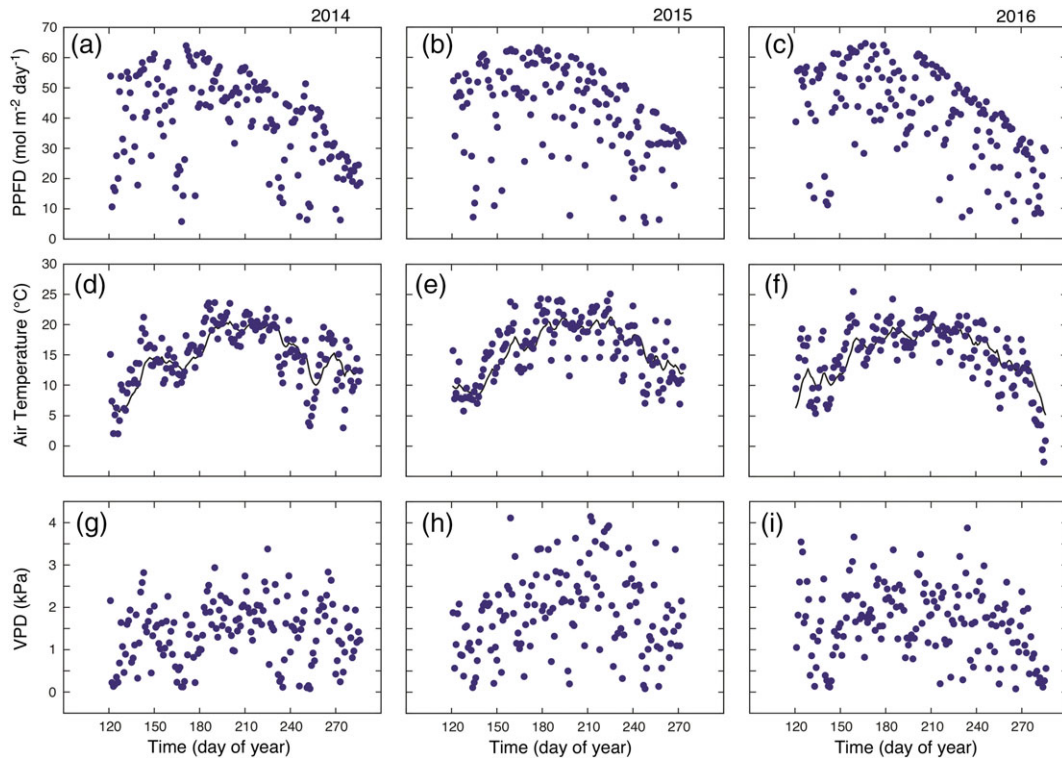 2014 2015 2016
(a) (b) (c)
PPFD (mol m-2 day-1)
70
60
50
40
30
20
10
0
(d) (e) (f)
Air Temperature (°C)
30
25
20
15
10
5
0
(g) (h) (i)
VPD (kPa)
4
3
2
1
0
120 150 180 210 240 270 120 150 180 210 240 270 120 150 180 210 240 270
Time (day of year) Time (day of year) Time (day of year)